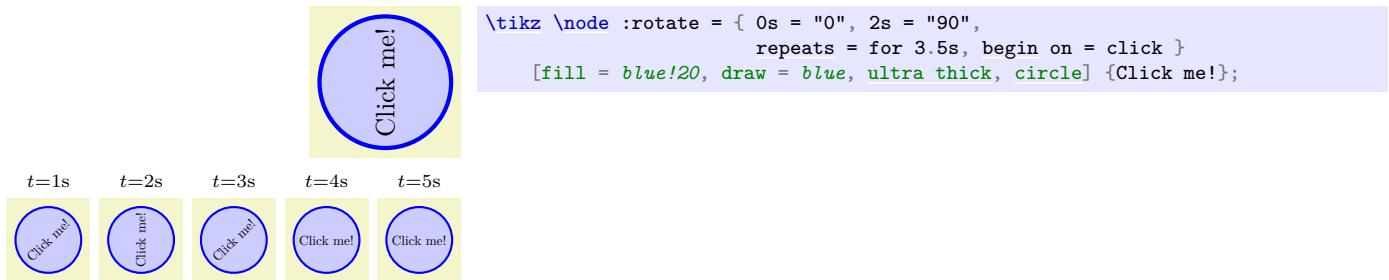 Click me!
\tikz \node :rotate = { 0s = "0", 2s = "90",
repeats = for 3.5s, begin on = click }
[fill = blue!20, draw = blue, ultra thick, circle] {Click me!};
t=1s t=2s t=3s t=4s t=5s
Click me! Click me! Click me! Click me! Click me!